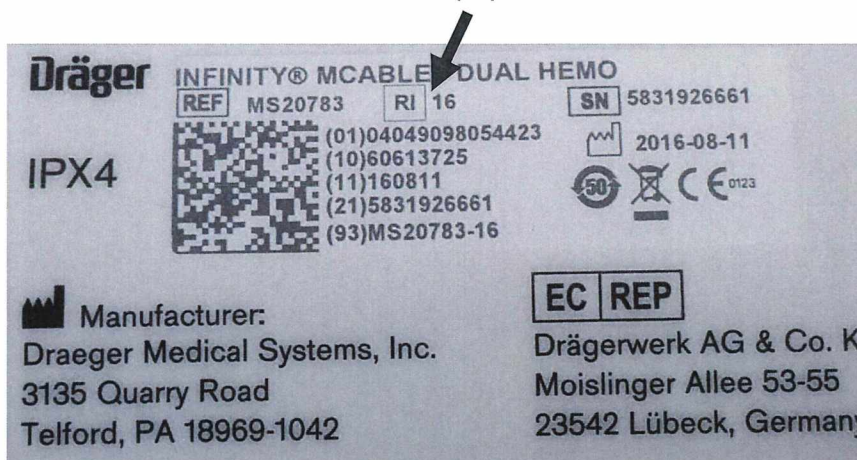 Dräger
INFINITY® MCABLE DUAL HEMO
REF MS20783 RI 16 SN 5831926661
IPX4
(01)04049098054423
(10)60613725
(11)160811
(21)5831926661
(93)MS20783-16
2016-08-11
50
CE 0123
Manufacturer:
Draeger Medical Systems, Inc.
3135 Quarry Road
Telford, PA 18969-1042
EC REP
Drägerwerk AG & Co. K
Moislinger Allee 53-55
23542 Lübeck, Germany